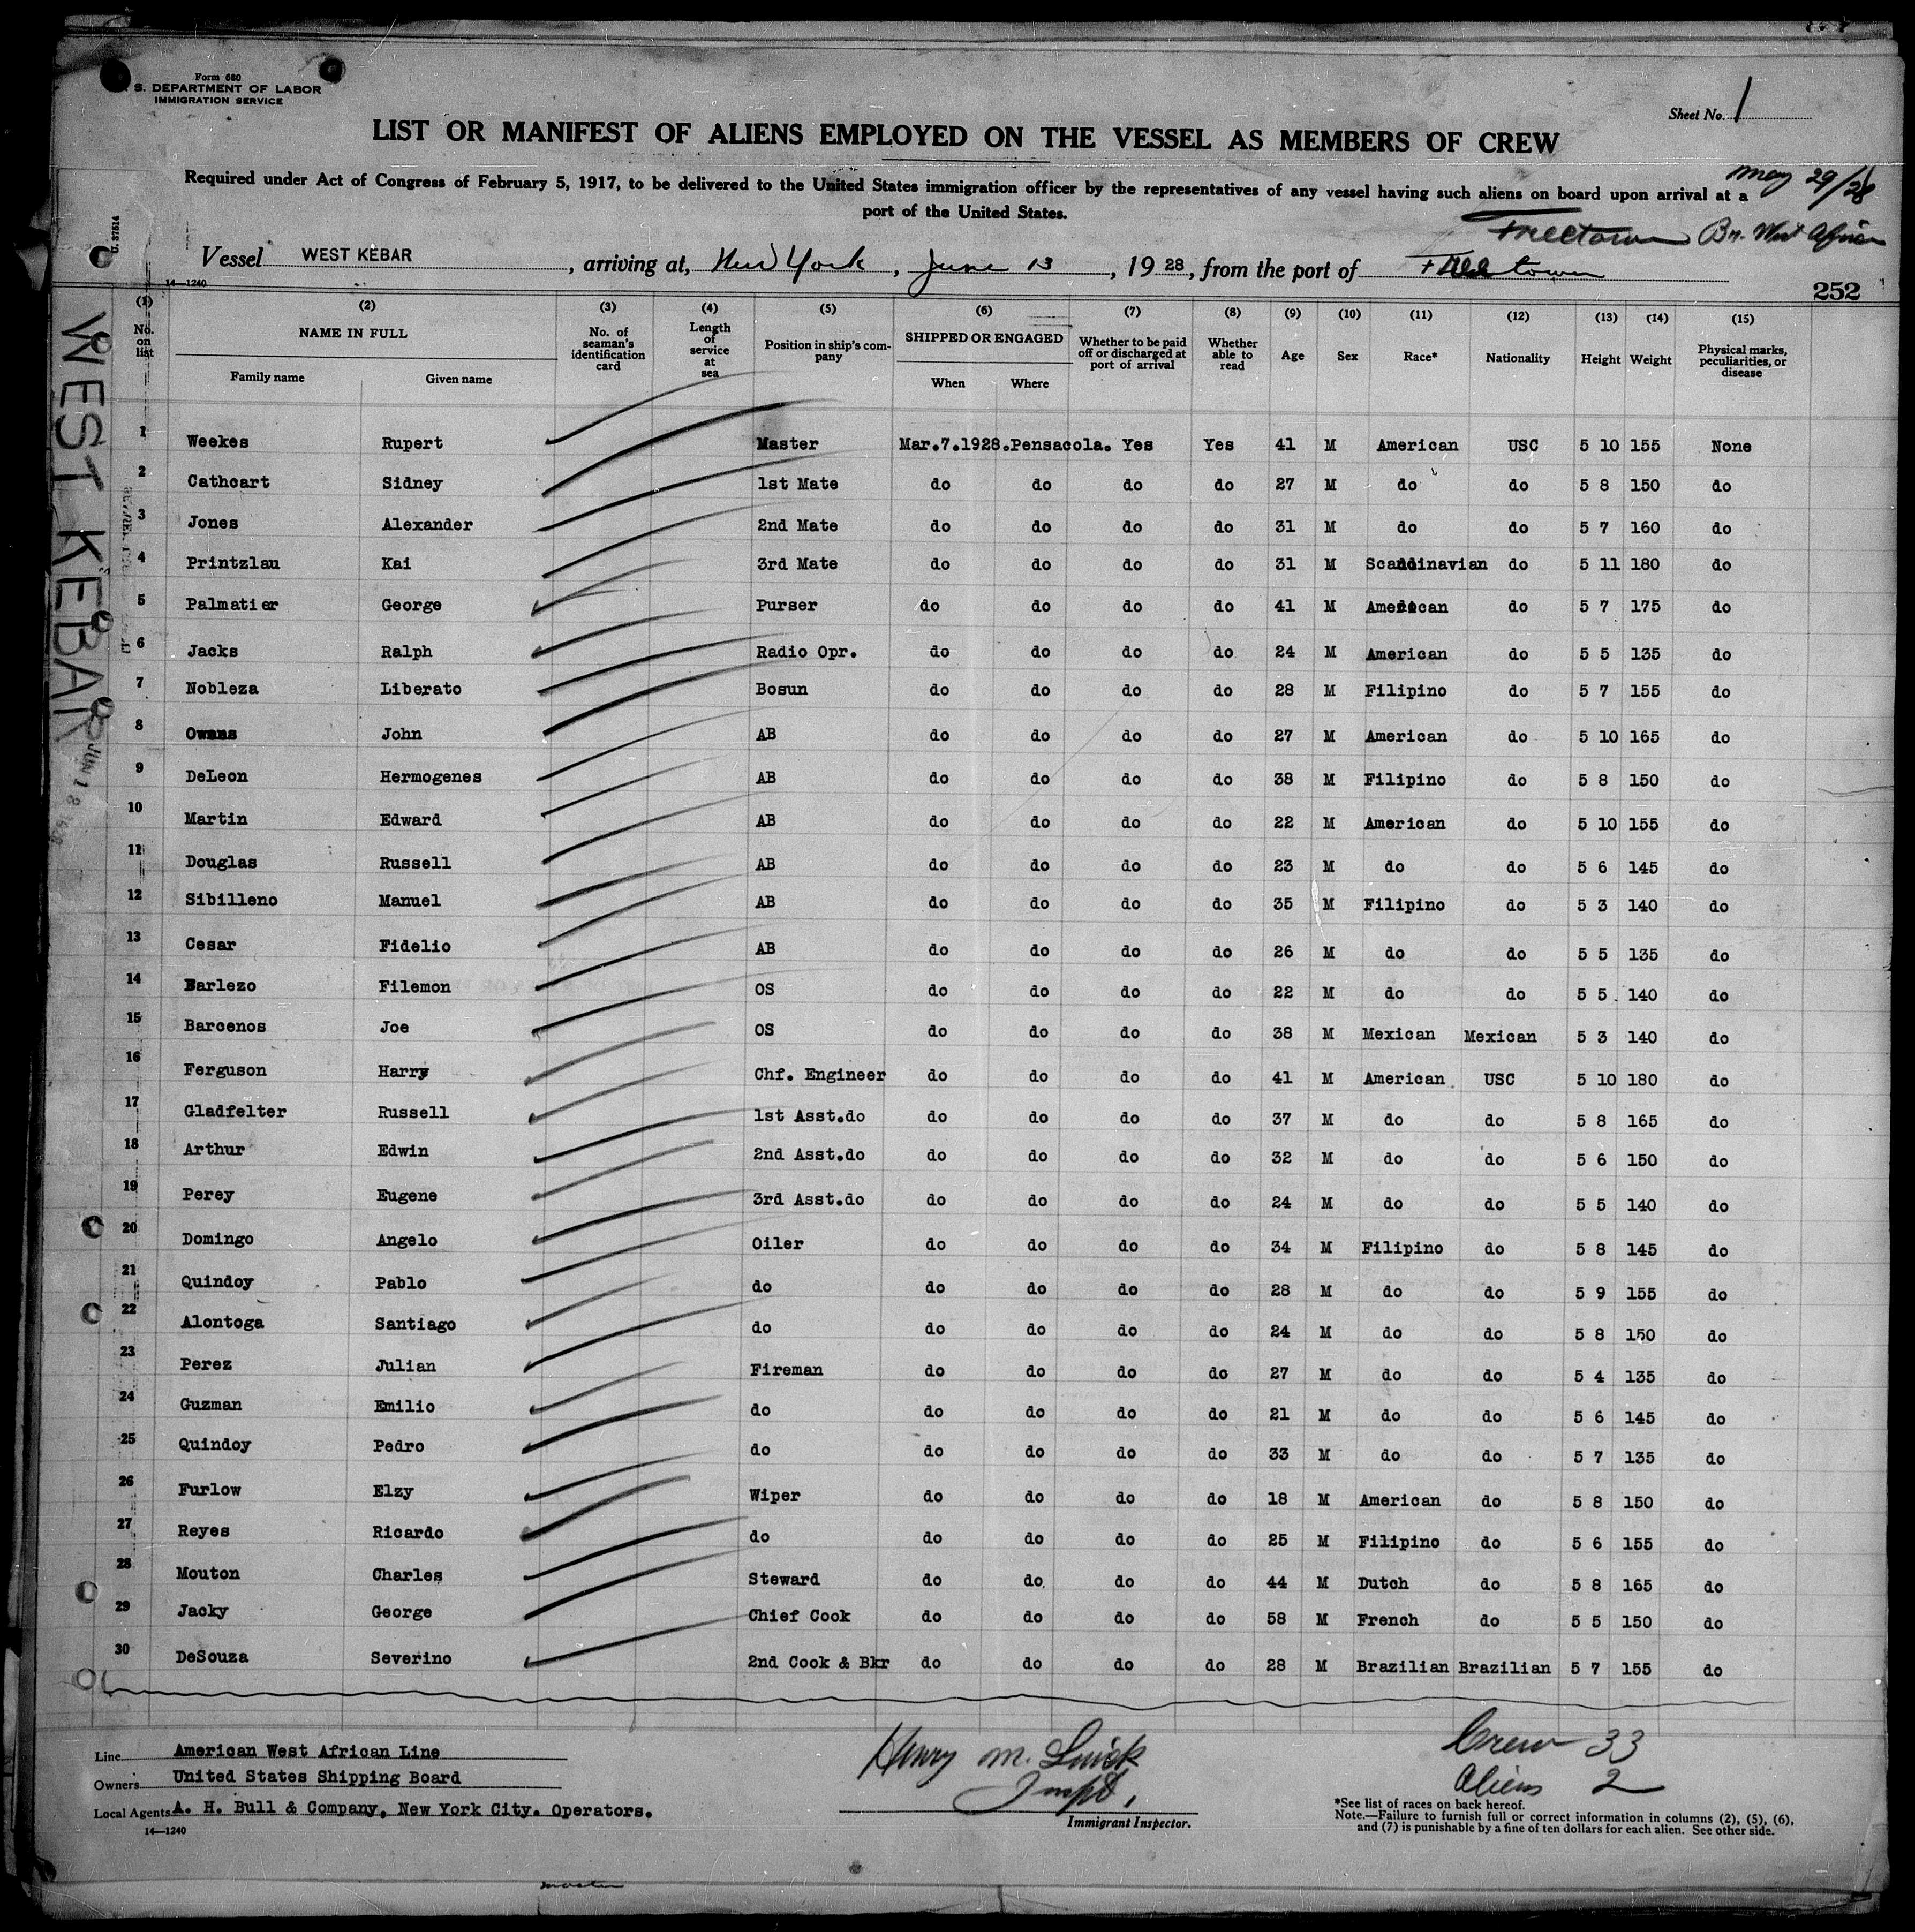 Form 680
S. DEPARTMENT OF LABOR
IMMIGRATION SERVICE
Sheet No. 1
LIST OR MANIFEST OF ALIENS EMPLOYED ON THE VESSEL AS MEMBERS OF CREW
Required under Act of Congress of February 5, 1917, to be delivered to the United States immigration officer by the representatives of any vessel having such aliens on board upon arrival at a
port of the United States.
May 29/28
Freetown Br. West Africa
Vessel WEST KEBAR, arriving at, New York, June 13, 1928, from the port of Freetown
14—1240
252
U. 37514
WEST KEBAR
JUN 1 8
(1) (2) (3) (4) (5) (6) (7) (8) (9) (10) (11) (12) (13) (14) (15)
No. on list NAME IN FULL No. of seaman's identification card Length of service at sea Position in ship's company SHIPPED OR ENGAGED Whether to be paid off or discharged at port of arrival Whether able to read Age Sex Race* Nationality Height Weight Physical marks, peculiarities, or disease
Family name Given name When Where
1 Weekes Rupert Master Mar.7.1928.Pensacola. Yes Yes 41 M American USC 5 10 155 None
2 Cathcart Sidney 1st Mate do do do do 27 M do do 5 8 150 do
3 Jones Alexander 2nd Mate do do do do 31 M do do 5 7 160 do
4 Printzlau Kai 3rd Mate do do do do 31 M Scandinavian do 5 11 180 do
5 Palmatier George Purser do do do do 41 M American do 5 7 175 do
6 Jacks Ralph Radio Opr. do do do do 24 M American do 5 5 135 do
7 Nobleza Liberato Bosun do do do do 28 M Filipino do 5 7 155 do
8 Owans John AB do do do do 27 M American do 5 10 165 do
9 DeLeon Hermogenes AB do do do do 38 M Filipino do 5 8 150 do
10 Martin Edward AB do do do do 22 M American do 5 10 155 do
11 Douglas Russell AB do do do do 23 M do do 5 6 145 do
12 Sibilleno Manuel AB do do do do 35 M Filipino do 5 3 140 do
13 Cesar Fidelio AB do do do do 26 M do do 5 5 135 do
14 Barlezo Filemon OS do do do do 22 M do do 5 5 140 do
15 Barcenos Joe OS do do do do 38 M Mexican Mexican 5 3 140 do
16 Ferguson Harry Chf. Engineer do do do do 41 M American USC 5 10 180 do
17 Gladfelter Russell 1st Asst.do do do do do 37 M do do 5 8 165 do
18 Arthur Edwin 2nd Asst.do do do do do 32 M do do 5 6 150 do
19 Perey Eugene 3rd Asst.do do do do do 24 M do do 5 5 140 do
20 Domingo Angelo Oiler do do do do 34 M Filipino do 5 8 145 do
21 Quindoy Pablo do do do do do 28 M do do 5 9 155 do
22 Alontoga Santiago do do do do do 24 M do do 5 8 150 do
23 Perez Julian Fireman do do do do 27 M do do 5 4 135 do
24 Guzman Emilio do do do do do 21 M do do 5 6 145 do
25 Quindoy Pedro do do do do do 33 M do do 5 7 135 do
26 Furlow Elzy Wiper do do do do 18 M American do 5 8 150 do
27 Reyes Ricardo do do do do do 25 M Filipino do 5 6 155 do
28 Mouton Charles Steward do do do do 44 M Dutch do 5 8 165 do
29 Jacky George Chief Cook do do do do 58 M French do 5 5 150 do
30 DeSouza Severino 2nd Cook & Bkr do do do do 28 M Brazilian Brazilian 5 7 155 do
Line American West African Line
Owners United States Shipping Board
Local Agents A. H. Bull & Company, New York City. Operators.
14—1240
Henry M.
Inspt.
Immigrant Inspector.
Crew 33
Aliens 2
*See list of races on back hereof.
Note.—Failure to furnish full or correct information in columns (2), (5), (6),
and (7) is punishable by a fine of ten dollars for each alien. See other side.
master